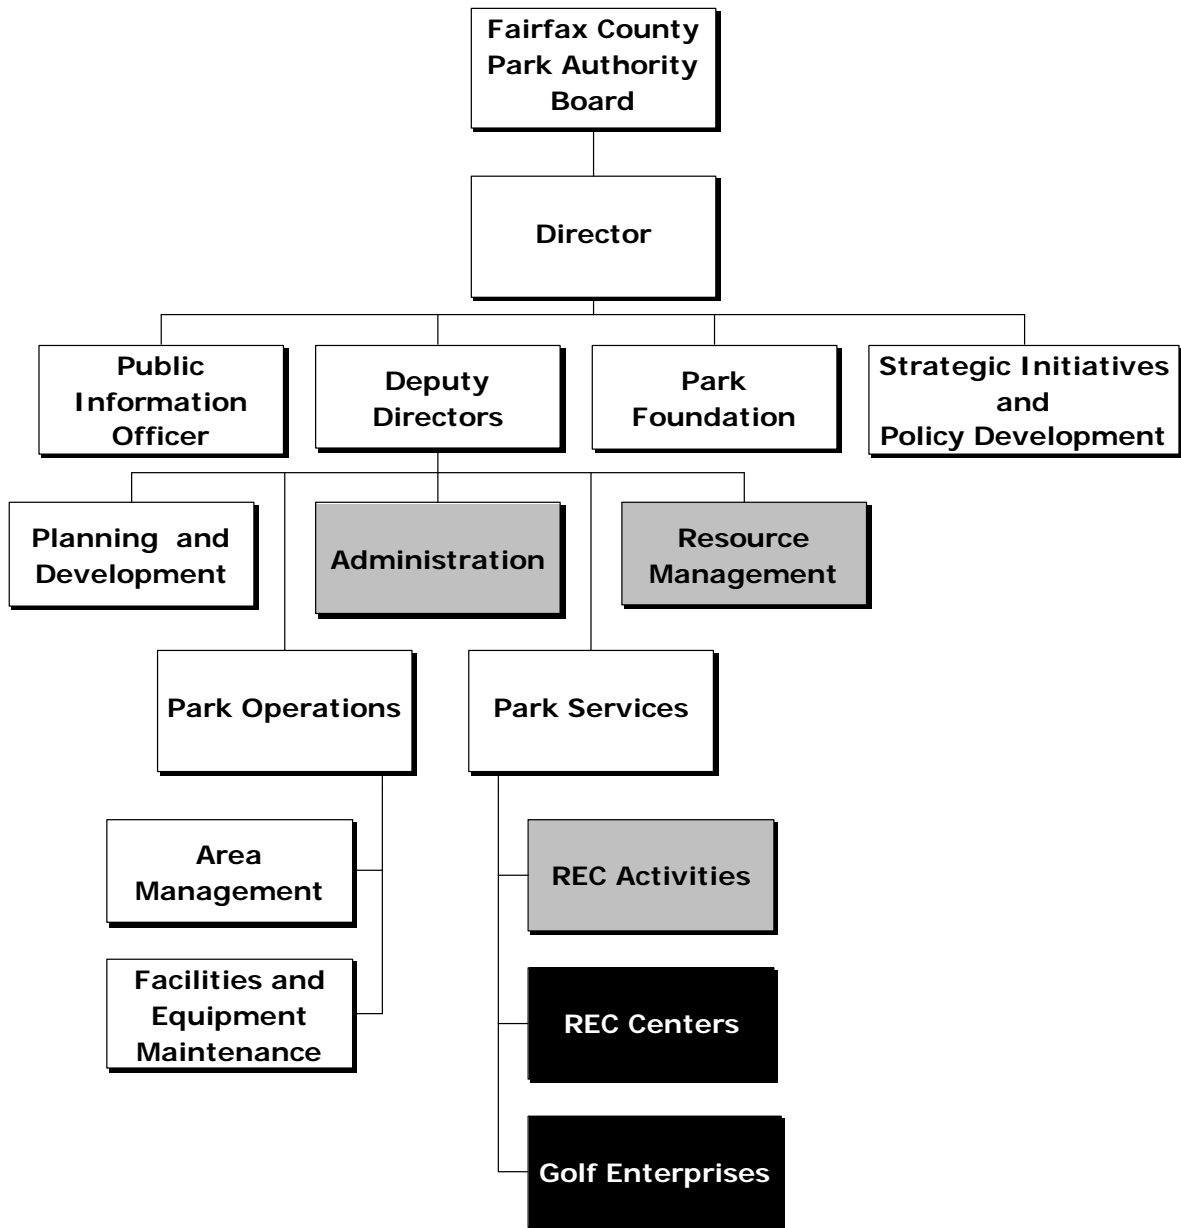 Fairfax County
Park Authority
Board
Director
Public
Information
Officer
Deputy
Directors
Park
Foundation
Strategic Initiatives
and
Policy Development
Planning and
Development
Administration
Resource
Management
Park Operations
Park Services
Area
Management
REC Activities
Facilities and
Equipment
Maintenance
REC Centers
Golf Enterprises